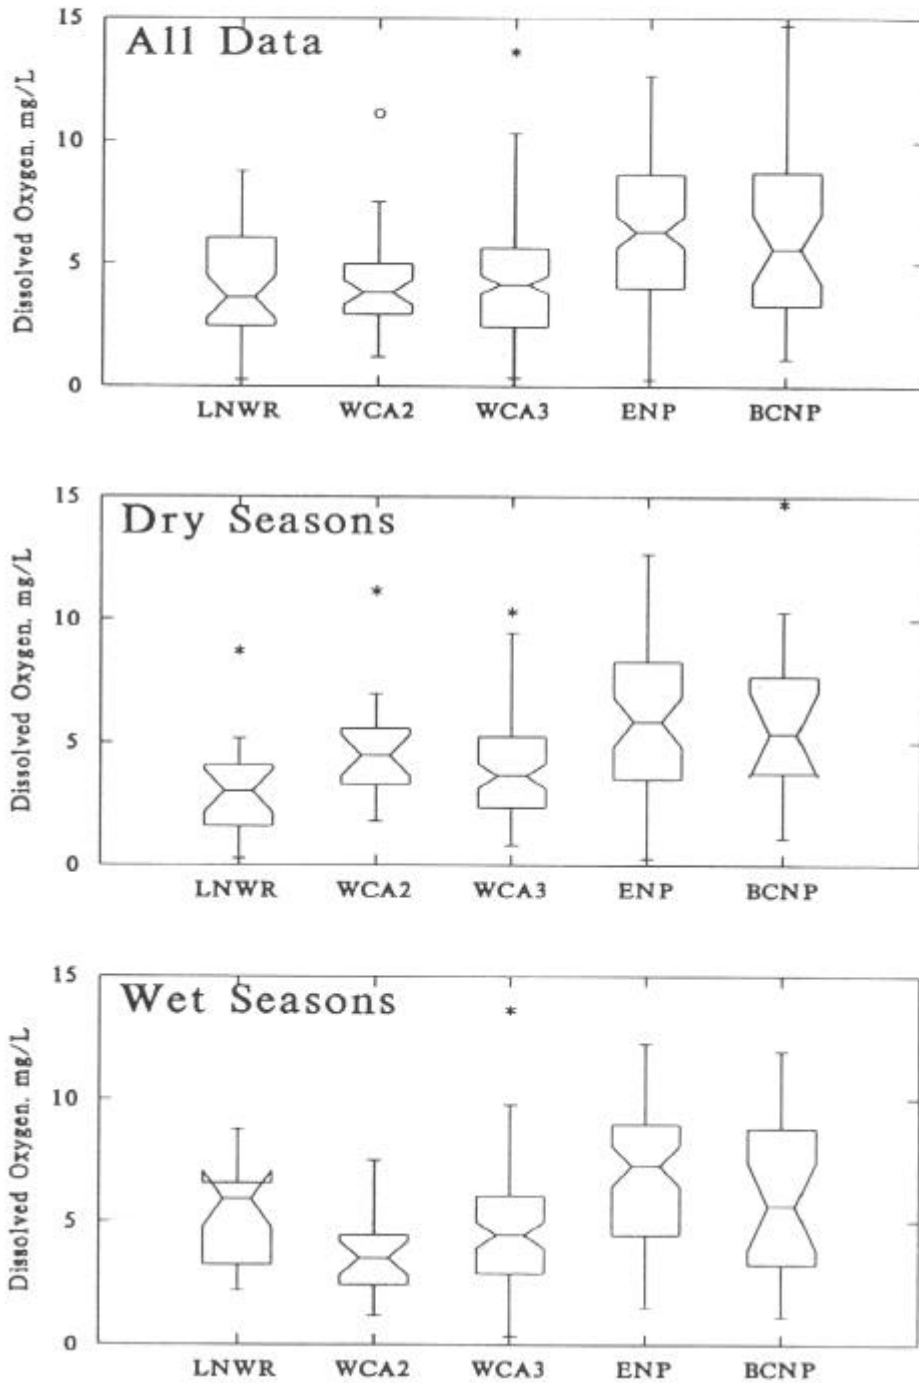 All Data
Dissolved Oxygen, mg/L
15
10
5
0
LNWR WCA2 WCA3 ENP BCNP
Dry Seasons
Dissolved Oxygen, mg/L
15
10
5
0
LNWR WCA2 WCA3 ENP BCNP
Wet Seasons
Dissolved Oxygen, mg/L
15
10
5
0
LNWR WCA2 WCA3 ENP BCNP